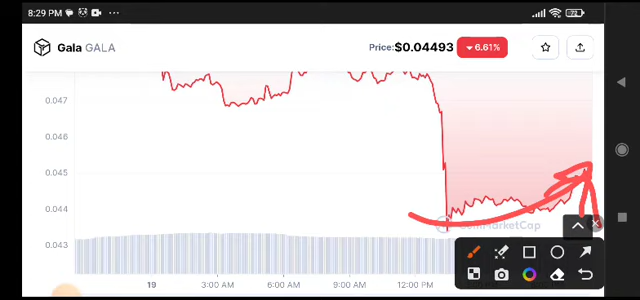 8:29 PM
72
Gala GALA
Price:$0.04493 6.61%
0.047
0.046
0.045
0.044
CoinMarketCap
0.043
19 3:00 AM 6:00 AM 9:00 AM 12:00 PM